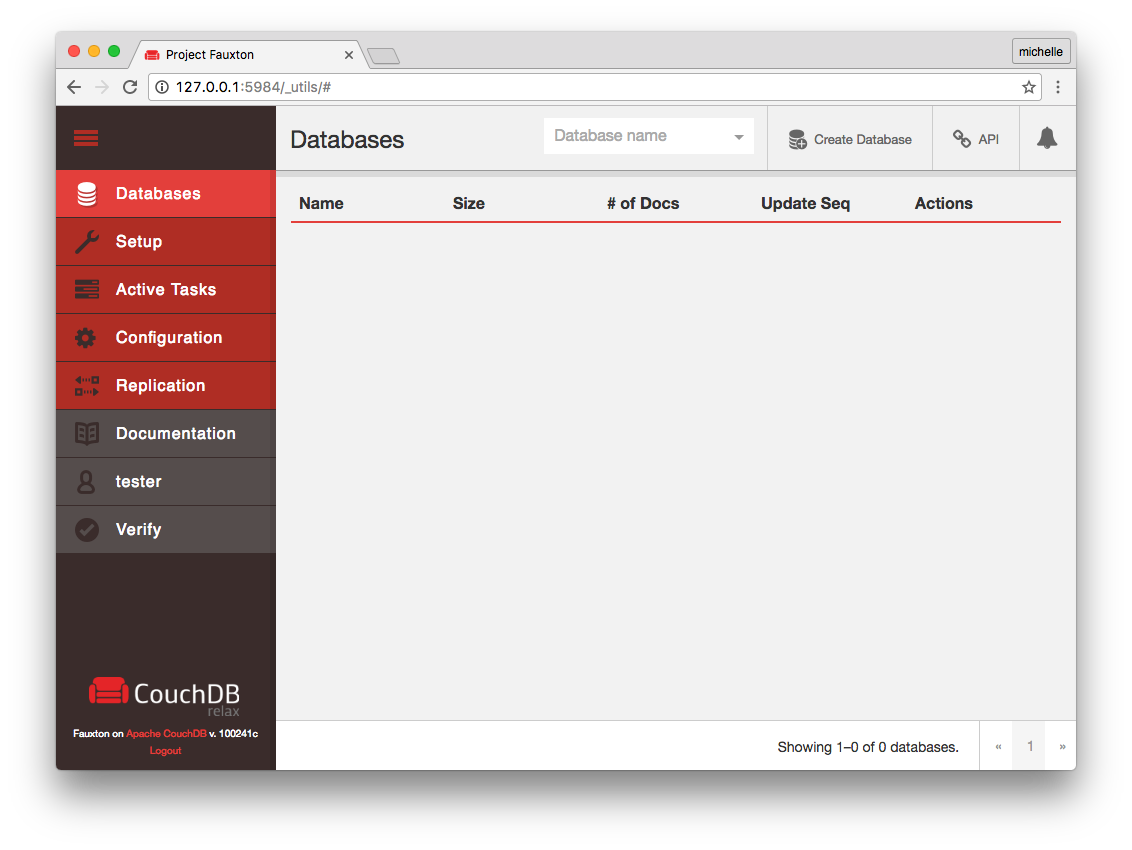 Project Fauxton
michelle
127.0.0.1:5984/_utils/#
Databases
Database name
Create Database
API
Databases
Setup
Active Tasks
Configuration
Replication
Documentation
tester
Verify
Name Size # of Docs Update Seq Actions
CouchDB
relax
Fauxton on Apache CouchDB v. 100241c
Logout
Showing 1–0 of 0 databases.
« 1 »